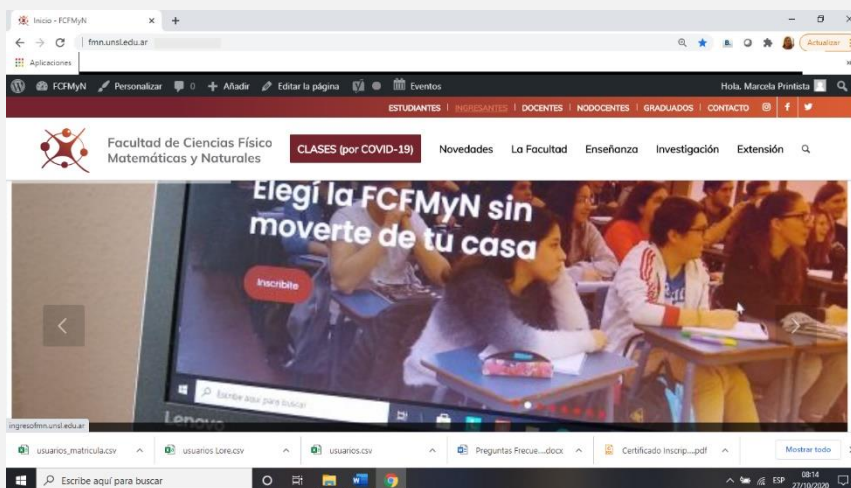 Inicio - FCFMyN
fmn.unsl.edu.ar
Actualizar
Aplicaciones
FCFMyN Personalizar 0 Añadir Editar la página Eventos Hola, Marcela Printista
ESTUDIANTES | INGRESANTES | DOCENTES | NODOCENTES | GRADUADOS | CONTACTO
Facultad de Ciencias Físico
Matemáticas y Naturales
CLASES (por COVID-19) Novedades La Facultad Enseñanza Investigación Extensión
Elegí la FCFMyN sin
moverte de tu casa
Inscribite
Escribe aquí para buscar
Lenovo
ingresofmn.unsl.edu.ar
usuarios_matricula.csv usuarios Lore.csv usuarios.csv Preguntas Frecue....docx Certificado Inscrip....pdf Mostrar todo
Escribe aquí para buscar ESP 08:14
27/10/2020